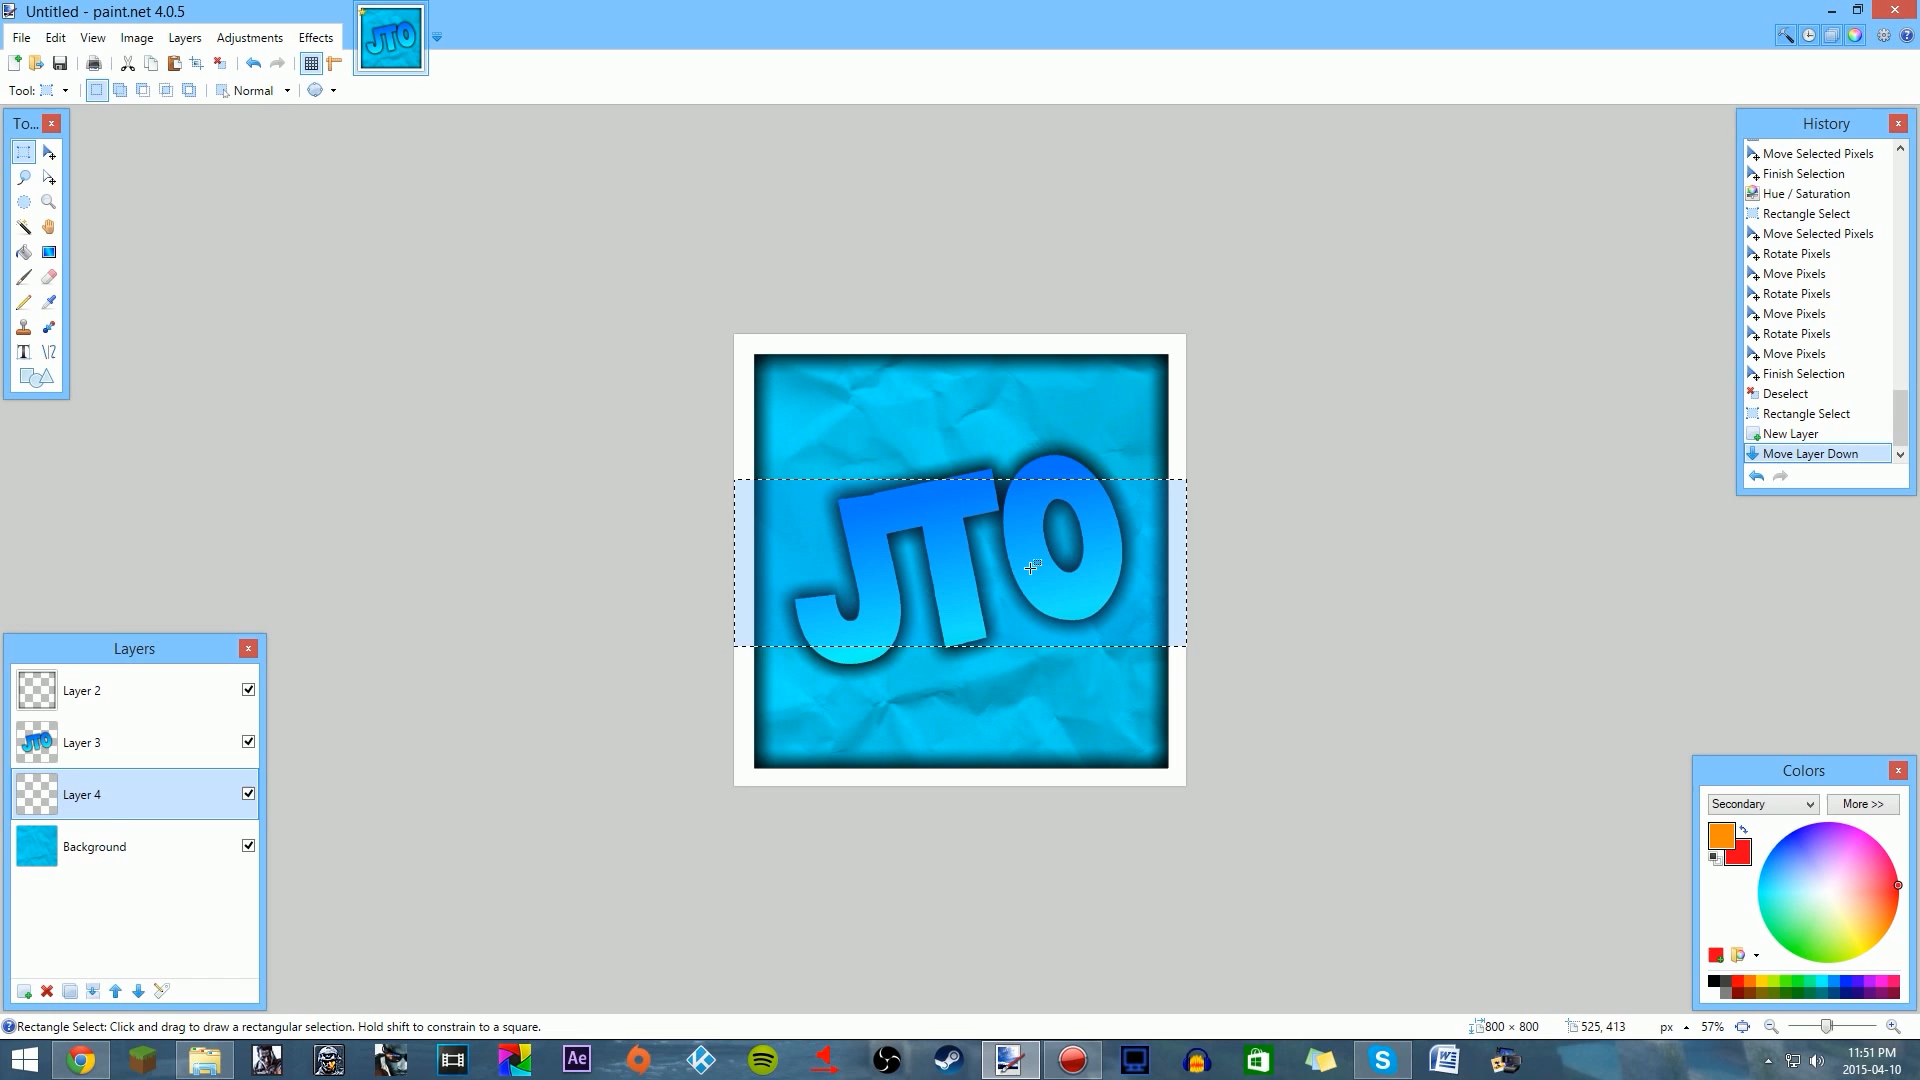 Untitled - paint.net 4.0.5
File Edit View Image Layers Adjustments Effects
JTO
Tool: Normal
To...
History
Move Selected Pixels
Finish Selection
Hue / Saturation
Rectangle Select
Move Selected Pixels
Rotate Pixels
Move Pixels
Rotate Pixels
Move Pixels
Rotate Pixels
Move Pixels
Finish Selection
Deselect
Rectangle Select
New Layer
Move Layer Down
JTO
Layers
Layer 2
JTO
Layer 3
Layer 4
Background
Colors
Secondary More >>
Rectangle Select: Click and drag to draw a rectangular selection. Hold shift to constrain to a square.
800 × 800 525, 413 px 57%
Ae
S
W
11:51 PM
2015-04-10